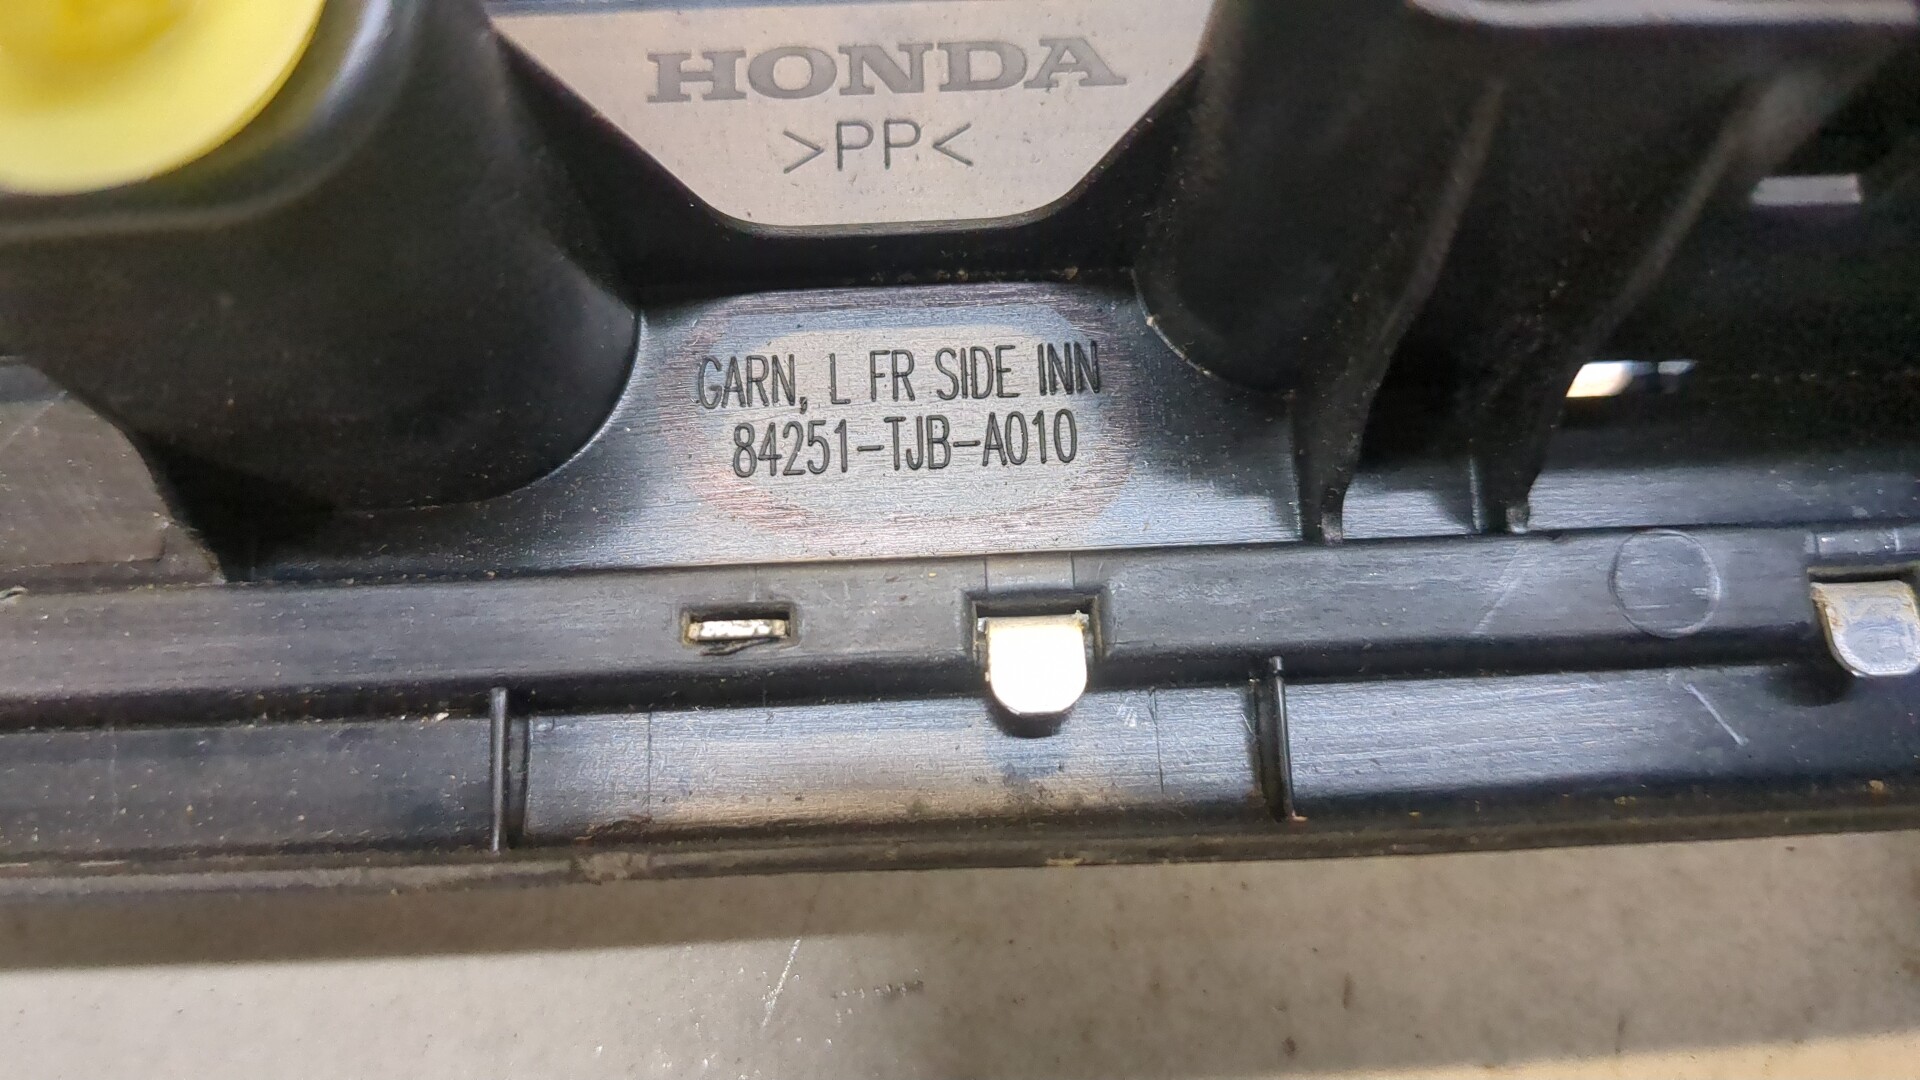 HONDA
>PP<
GARN, L FR SIDE INN
84251-TJB-A010